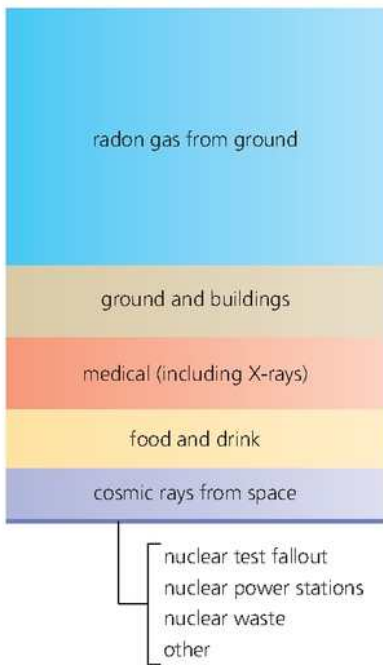 radon gas from ground
ground and buildings
medical (including X-rays)
food and drink
cosmic rays from space
nuclear test fallout
nuclear power stations
nuclear waste
other